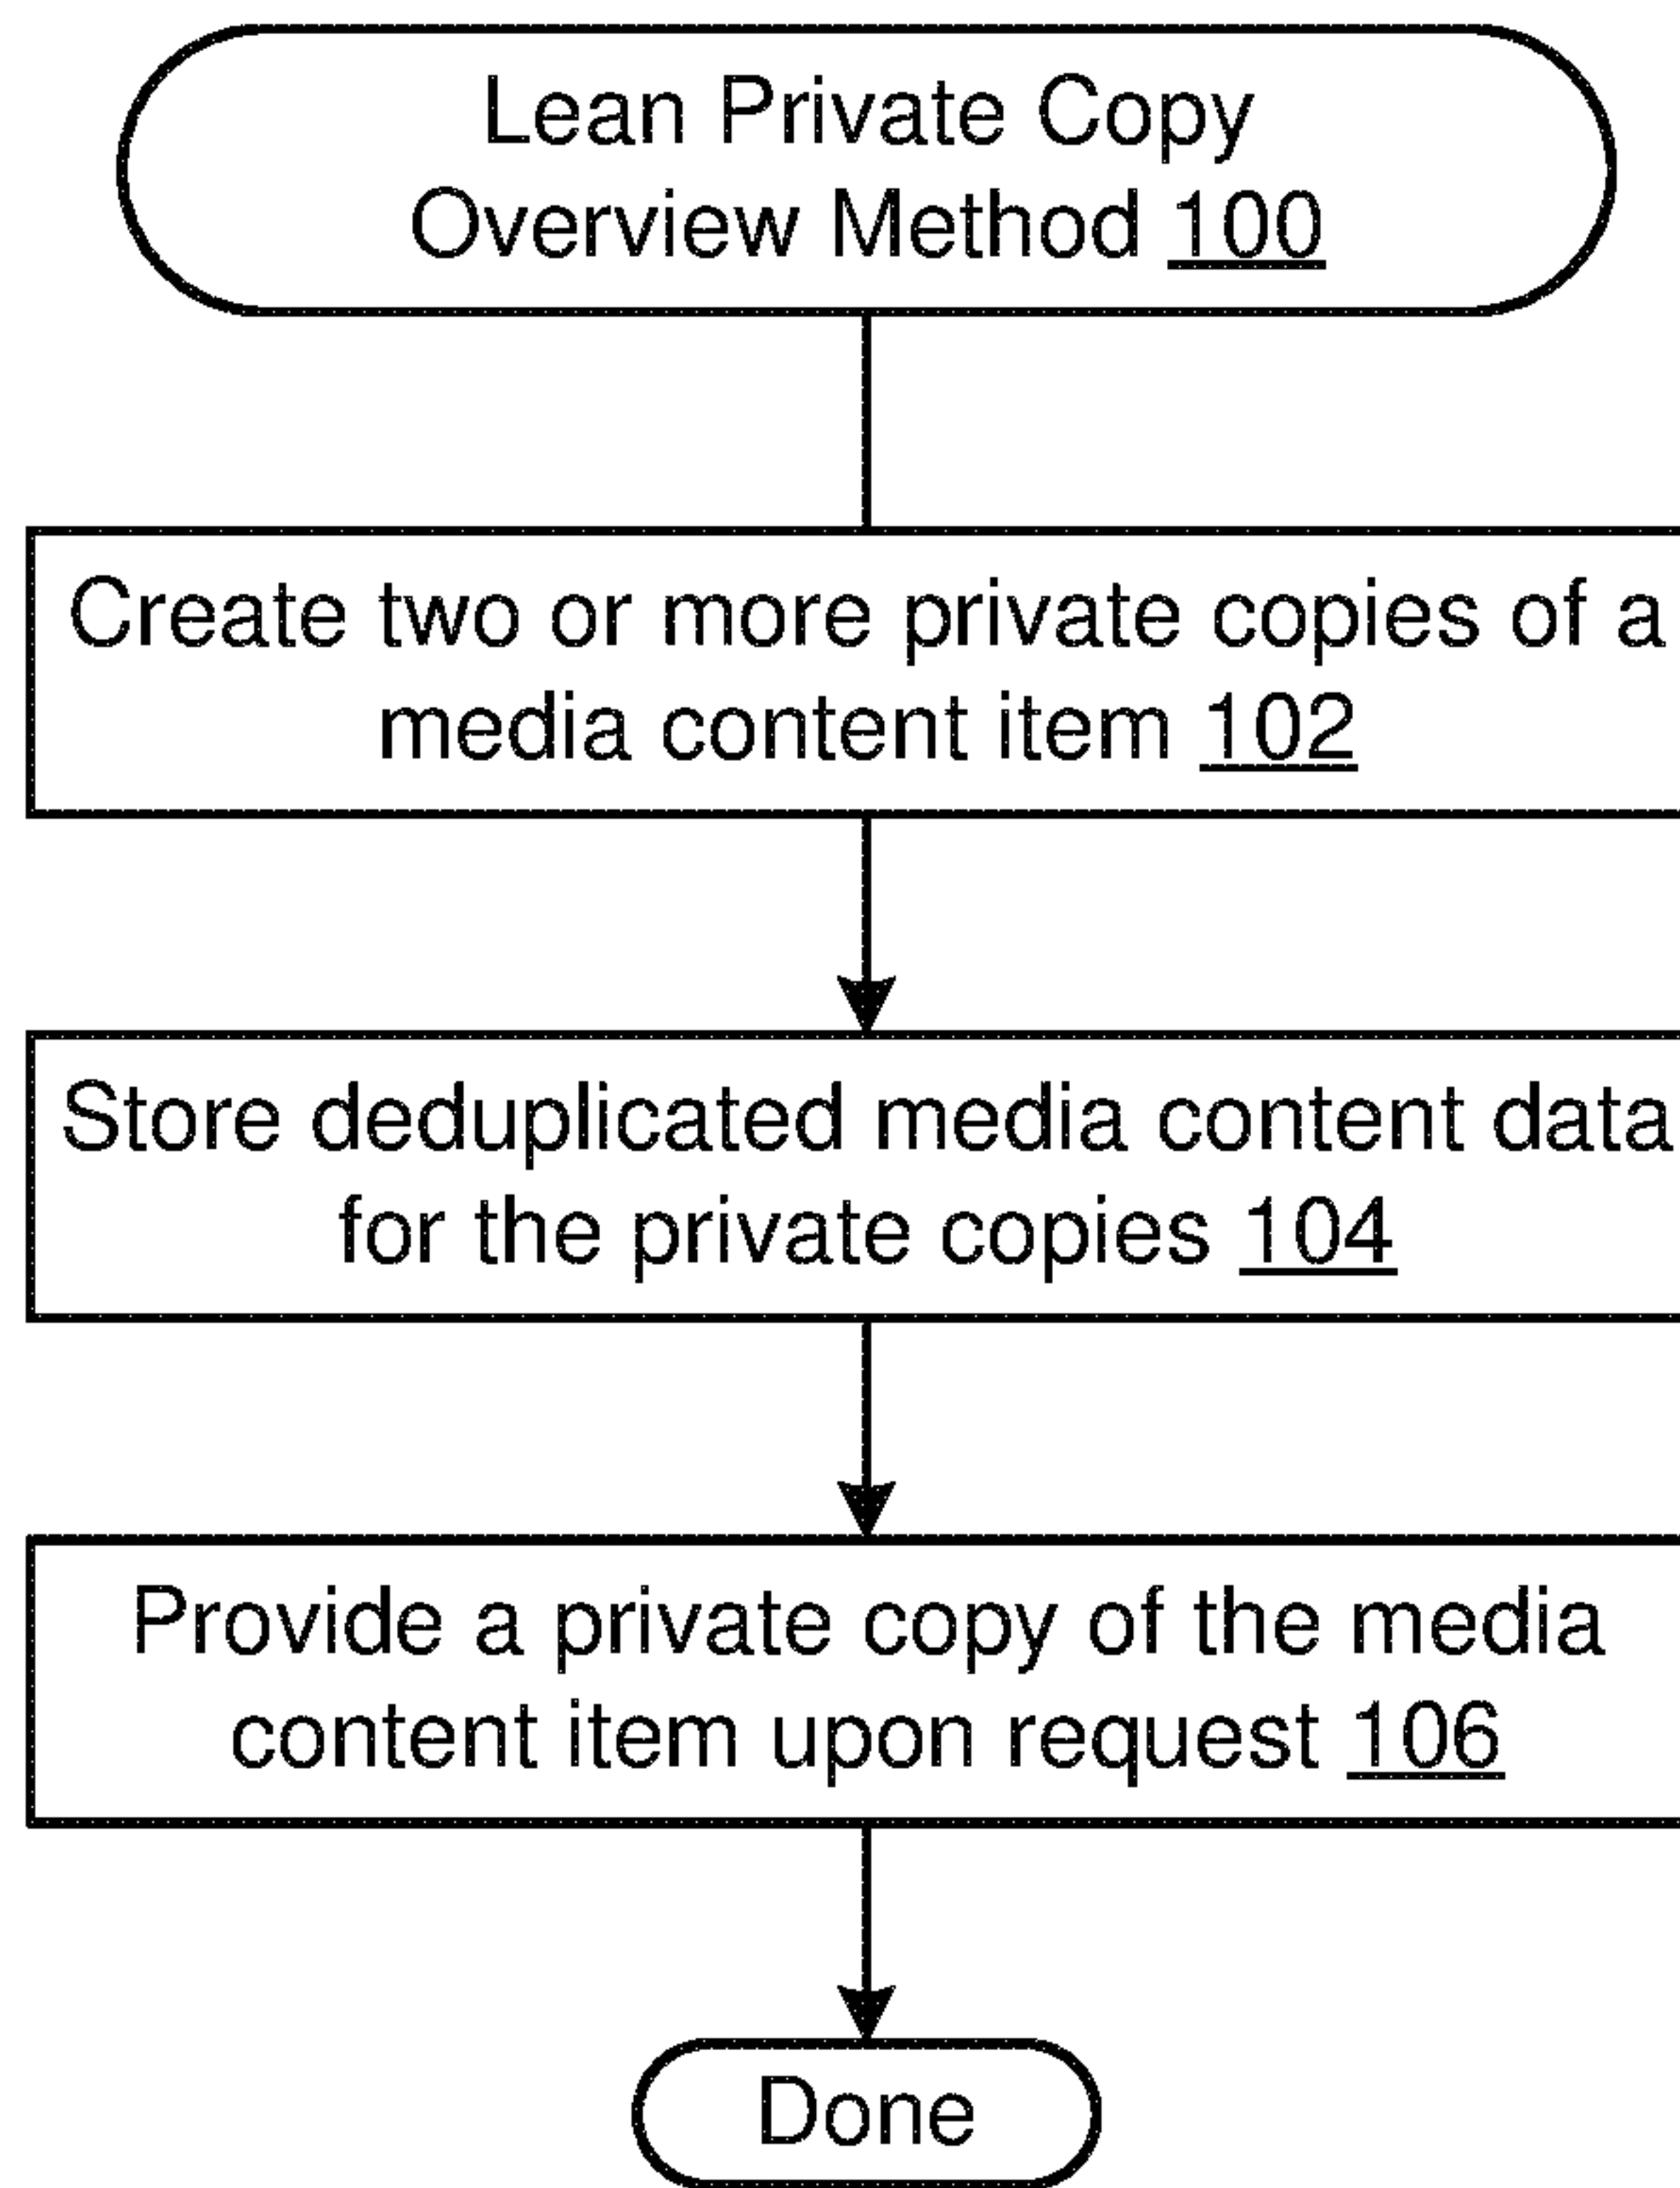 Lean Private Copy
Overview Method 100
Create two or more private copies of a
media content item 102
Store deduplicated media content data
for the private copies 104
Provide a private copy of the media
content item upon request 106
Done